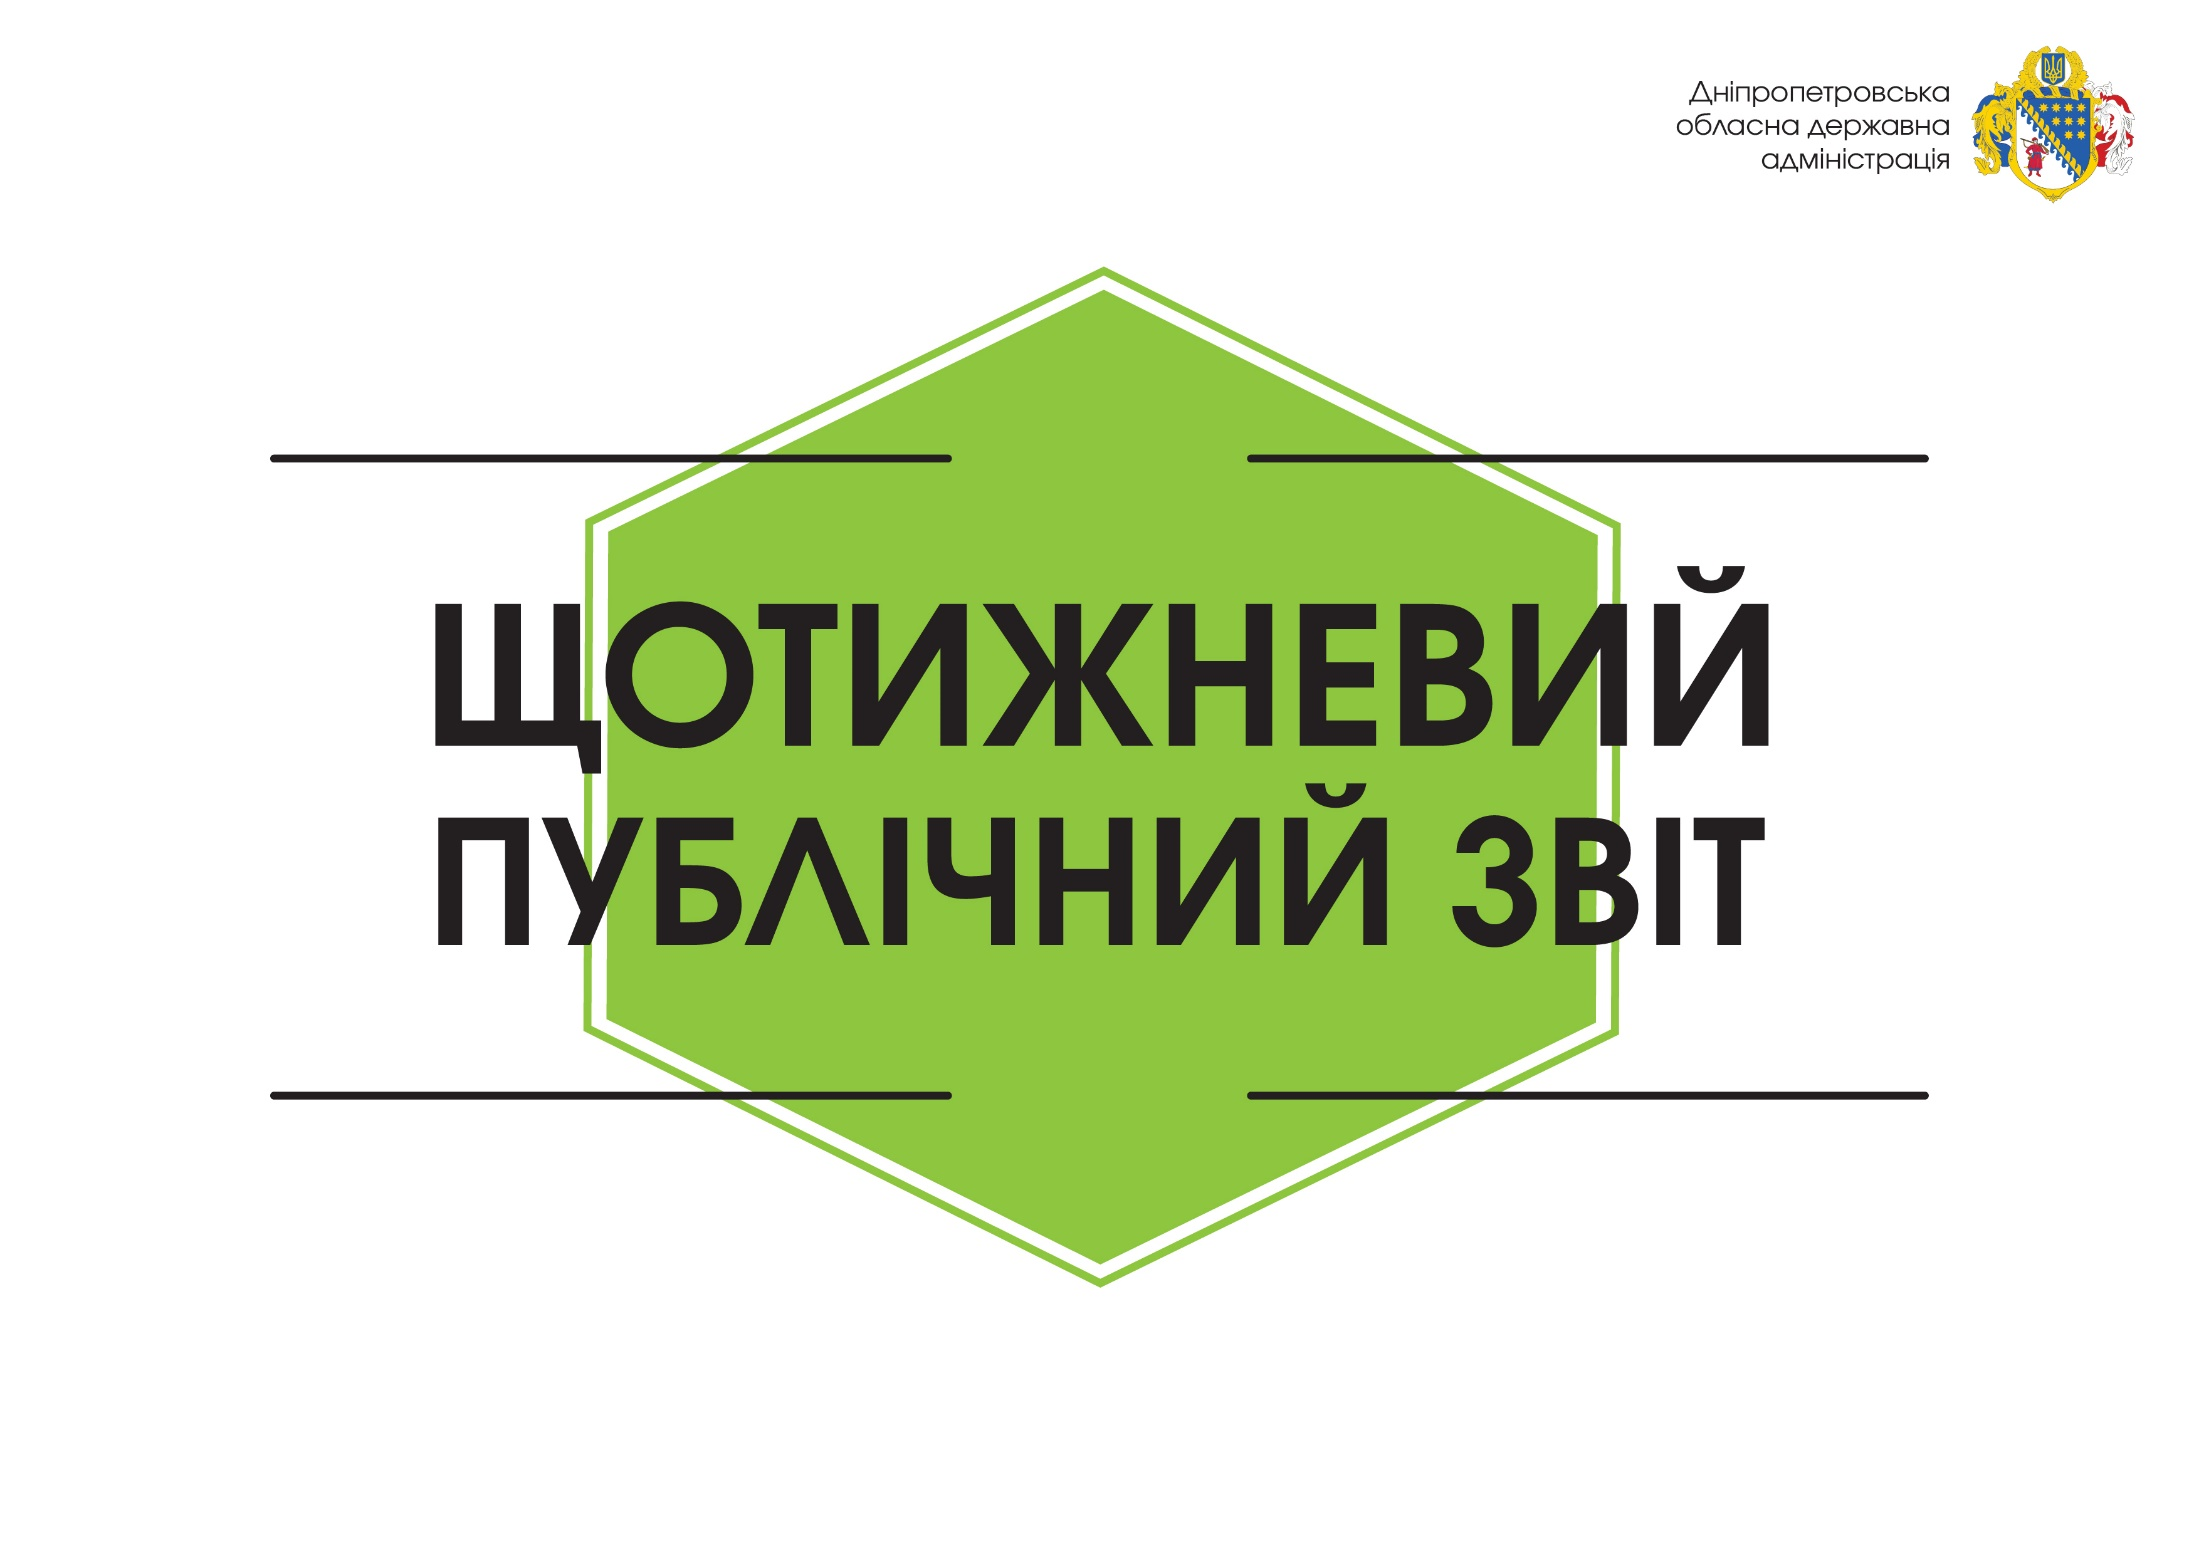 Дніпропетровська
обласна державна
адміністрація
ЩОТИЖНЕВИЙ
ПУБЛІЧНИЙ ЗВІТ